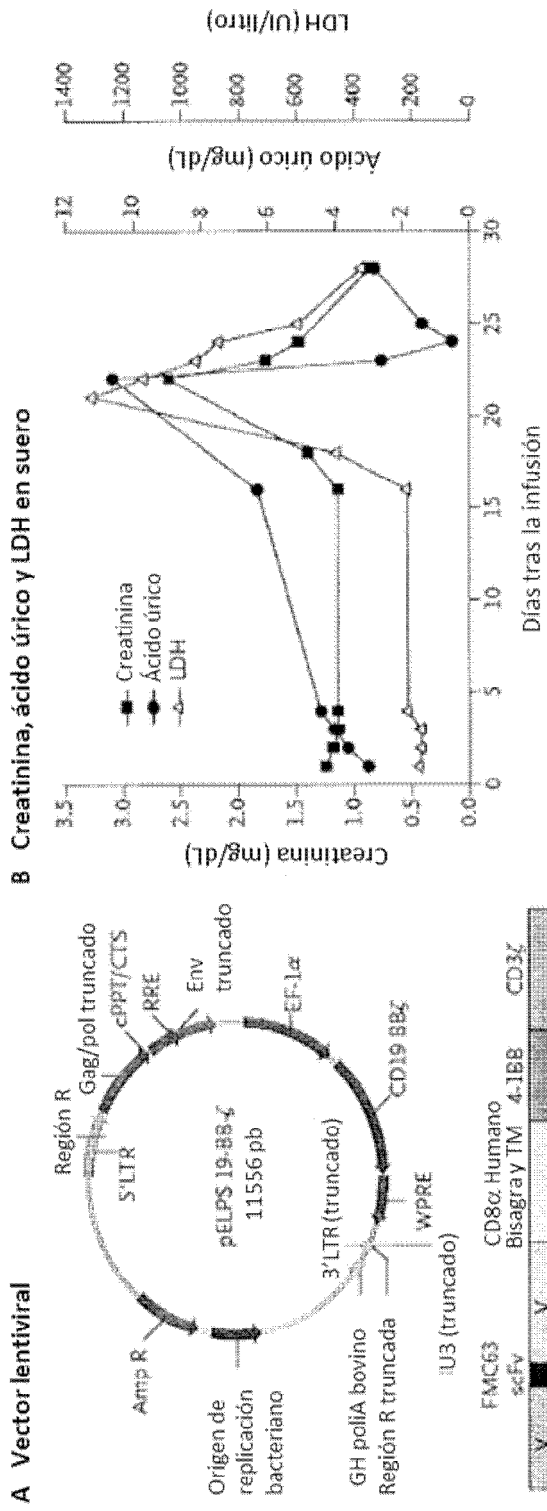 A Vector lentiviral
Región R
Gag/pol truncado
cPPT/CTS
RRE
Env
truncado
5'LTR
EF-1α
pELPS 19-BB-ζ
11556 pb
CD19 BBζ
Amp R
3'LTR (truncado)
WPRE
Origen de
replicación
bacteriano
GH poliA bovino
Región R truncada
U3 (truncado)
FMC63
scFv
CD8α Humano
Bisagra y TM
4-1BB
CD3ζ
V
V
B Creatinina, ácido úrico y LDH en suero
Creatinina
Ácido úrico
LDH
Creatinina (mg/dL)
3.5
3.0
2.5
2.0
1.5
1.0
0.5
0.0
Ácido úrico (mg/dL)
12
10
8
6
4
2
0
LDH (UI/litro)
1400
1200
1000
800
600
400
200
0
0
5
10
15
20
25
30
Días tras la infusión